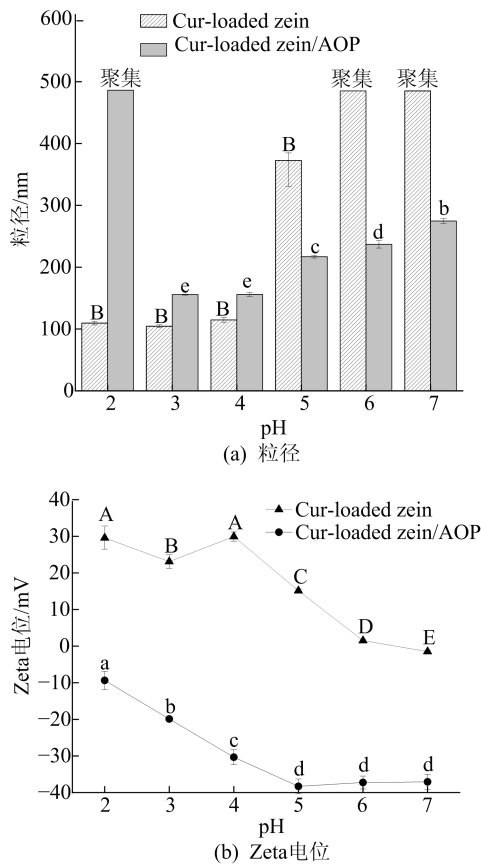 600
Cur-loaded zein
Cur-loaded zein/AOP
聚集 聚集 聚集
500
400
300
200
100
0
粒径/nm
B B B B
e e c d b
2 3 4 5 6 7
pH
(a) 粒径
40
30
20
10
0
−10
−20
−30
−40
Zeta电位/mV
Cur-loaded zein
Cur-loaded zein/AOP
A B A C D E
a b c d d d
2 3 4 5 6 7
pH
(b) Zeta电位